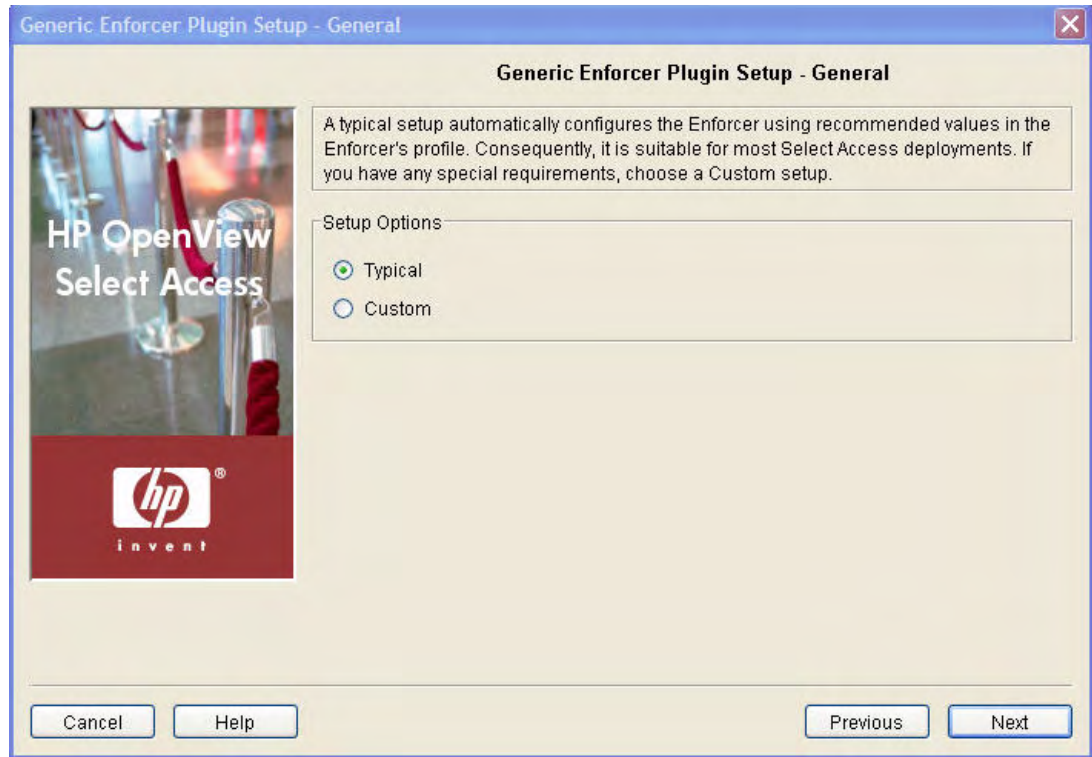 Generic Enforcer Plugin Setup - General
Generic Enforcer Plugin Setup - General
HP OpenView
Select Access
hp
®
invent
A typical setup automatically configures the Enforcer using recommended values in the
Enforcer's profile. Consequently, it is suitable for most Select Access deployments. If
you have any special requirements, choose a Custom setup.
Setup Options
Typical
Custom
Cancel
Help
Previous
Next